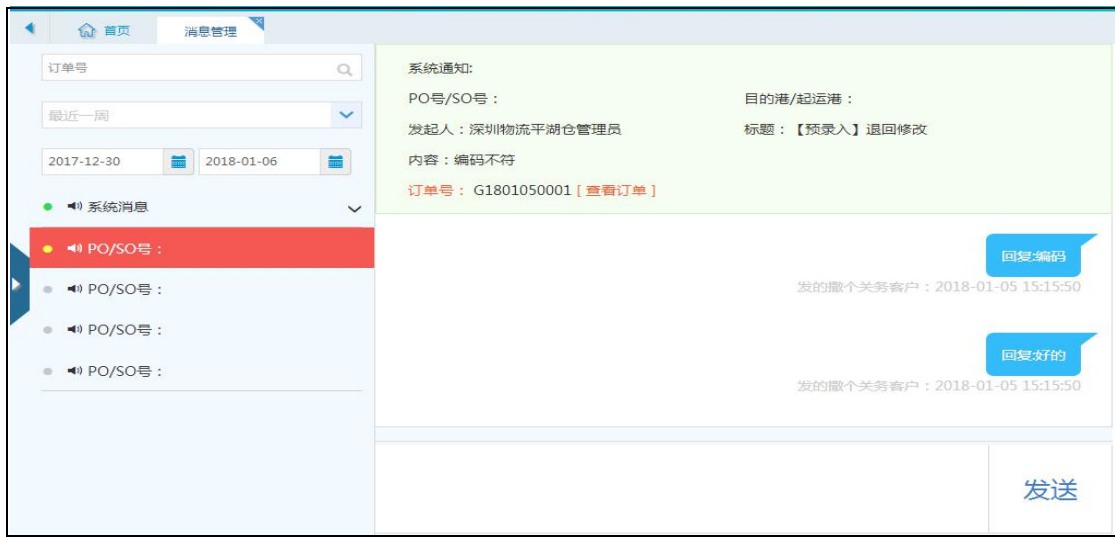 首页 消息管理
订单号
最近一周
2017-12-30 2018-01-06
系统消息
PO/SO号：
PO/SO号：
PO/SO号：
PO/SO号：
系统通知:
PO号/SO号： 目的港/起运港：
发起人：深圳物流平湖仓管理员 标题：【预录入】退回修改
内容：编码不符
订单号： G1801050001 [ 查看订单 ]
回复:编码
发的撒个关务客户：2018-01-05 15:15:50
回复:好的
发的撒个关务客户：2018-01-05 15:15:50
发送